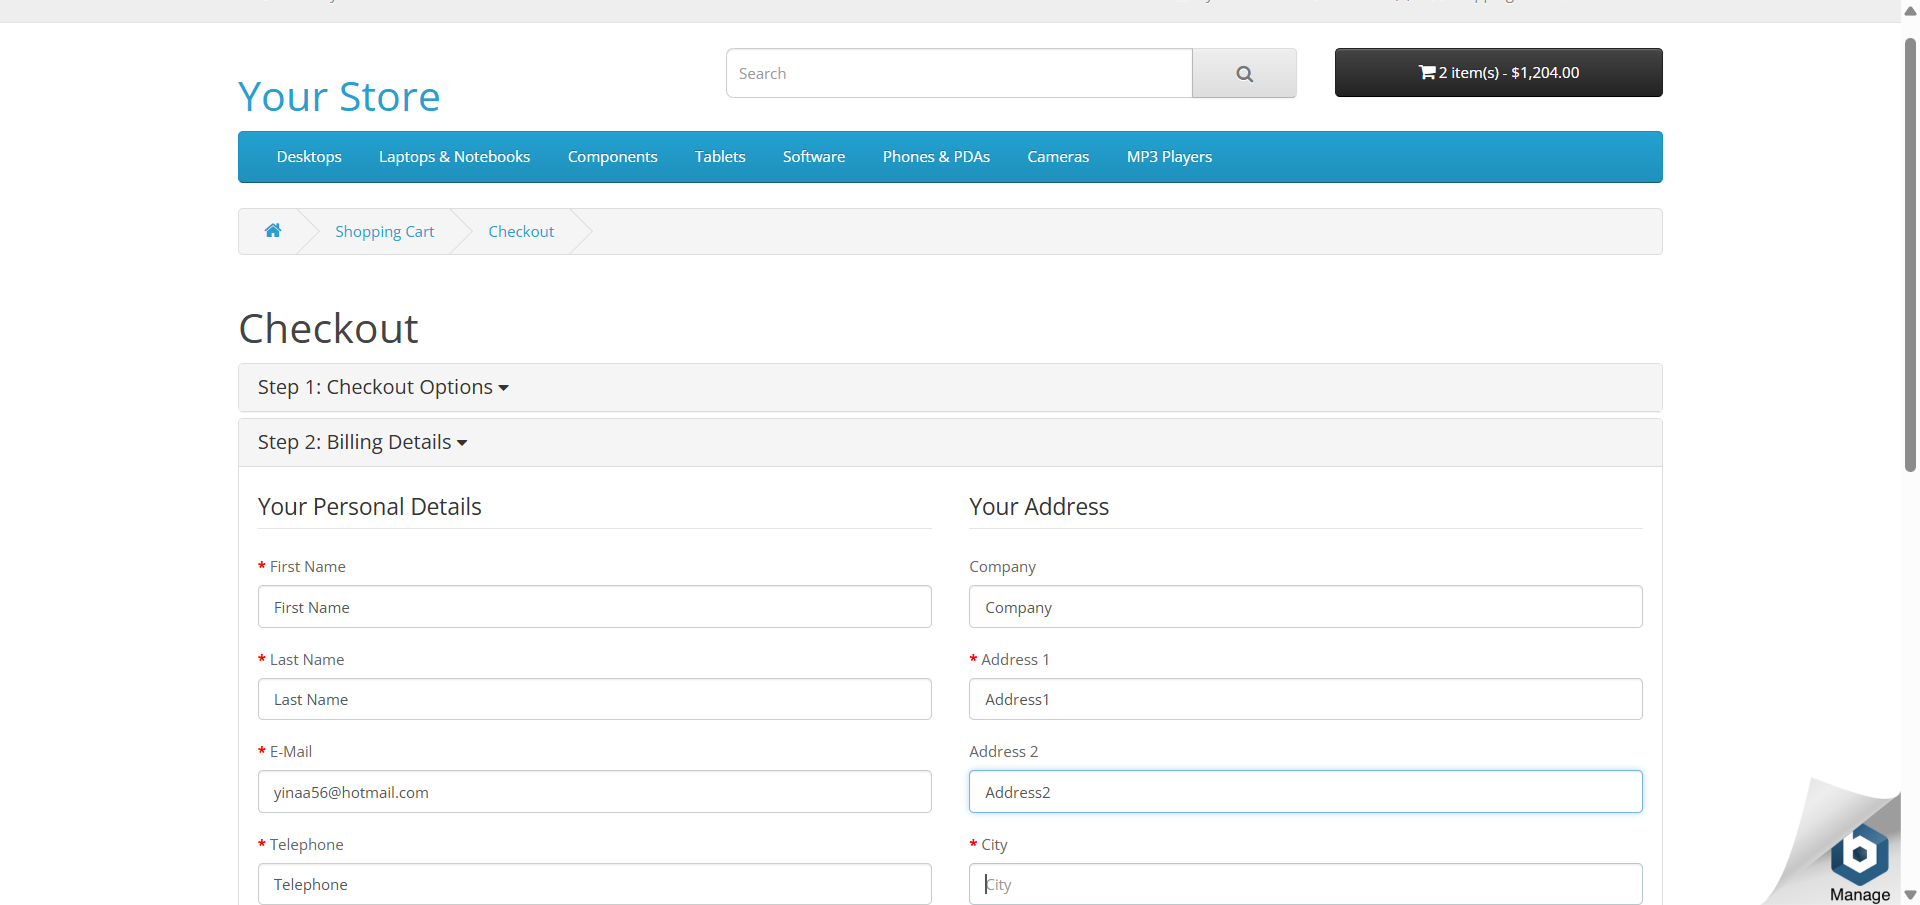 Your Store
Search
2 item(s) - $1,204.00
Desktops
Laptops & Notebooks
Components
Tablets
Software
Phones & PDAs
Cameras
MP3 Players
Shopping Cart
Checkout
Checkout
Step 1: Checkout Options
Step 2: Billing Details
Your Personal Details
* First Name
First Name
* Last Name
Last Name
* E-Mail
yinaa56@hotmail.com
* Telephone
Telephone
Your Address
Company
Company
* Address 1
Address1
Address 2
Address2
* City
City
b
Manage